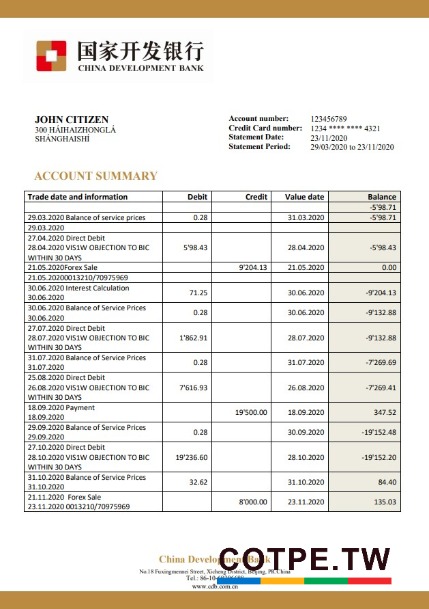 国家开发银行
CHINA DEVELOPMENT BANK
JOHN CITIZEN
300 HǍIHAIZHONGLÀ
SHÀNGHAISHÍ
Account number: 123456789
Credit Card number: 1234 **** **** 4321
Statement Date: 23/11/2020
Statement Period: 29/03/2020 to 23/11/2020
ACCOUNT SUMMARY
Trade date and information Debit Credit Value date Balance
-5'98.71
29.03.2020 Balance of service prices 0.28 31.03.2020 -5'98.71
29.03.2020
27.04.2020 Direct Debit
28.04.2020 VIS1W OBJECTION TO BIC 5'98.43 28.04.2020 -5'98.43
WITHIN 30 DAYS
21.05.2020Forex Sale 9'204.13 21.05.2020 0.00
21.05.20200013210/70975969
30.06.2020 Interest Calculation 71.25 30.06.2020 -9'204.13
30.06.2020
30.06.2020 Balance of Service Prices 0.28 30.06.2020 -9'132.88
30.06.2020
27.07.2020 Direct Debit
28.07.2020 VIS1W OBJECTION TO BIC 1'862.91 28.07.2020 -9'132.88
WITHIN 30 DAYS
31.07.2020 Balance of Service Prices 0.28 31.07.2020 -7'269.69
31.07.2020
25.08.2020 Direct Debit
26.08.2020 VIS1W OBJECTION TO BIC 7'616.93 26.08.2020 -7'269.41
WITHIN 30 DAYS
18.09.2020 Payment 19'500.00 18.09.2020 347.52
18.09.2020
29.09.2020 Balance of Service Prices 0.28 30.09.2020 -19'152.48
29.09.2020
27.10.2020 Direct Debit
28.10.2020 VIS1W OBJECTION TO BIC 19'236.60 28.10.2020 -19'152.20
WITHIN 30 DAYS
31.10.2020 Balance of Service Prices 32.62 31.10.2020 84.40
31.10.2020
21.11.2020 Forex Sale 8'000.00 23.11.2020 135.03
23.11.2020 0013210/70975969
China Development Bank
No.18 Fuxingmennei Street, Xicheng District, Beijing, PR.China
Tel : 86-10-
www.cdb.com.cn
COTPE.TW